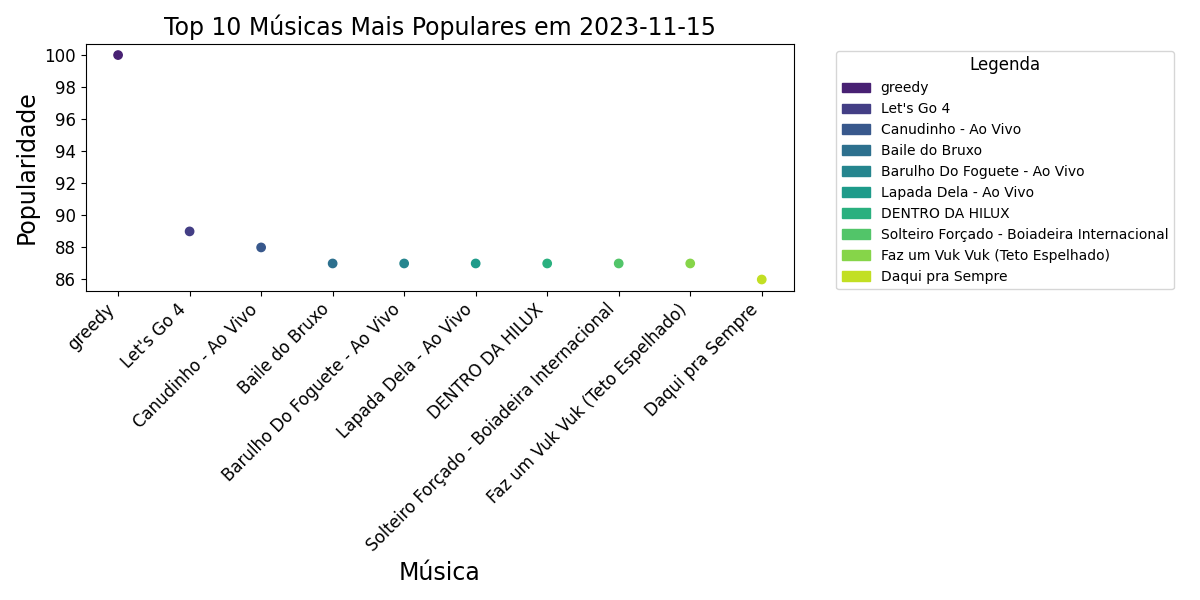 Top 10 Músicas Mais Populares em 2023-11-15
Popularidade
100
98
96
94
92
90
88
86
greedy
Let's Go 4
Canudinho - Ao Vivo
Baile do Bruxo
Barulho Do Foguete - Ao Vivo
Lapada Dela - Ao Vivo
DENTRO DA HILUX
Solteiro Forçado - Boiadeira Internacional
Faz um Vuk Vuk (Teto Espelhado)
Daqui pra Sempre
Música
Legenda
greedy
Let's Go 4
Canudinho - Ao Vivo
Baile do Bruxo
Barulho Do Foguete - Ao Vivo
Lapada Dela - Ao Vivo
DENTRO DA HILUX
Solteiro Forçado - Boiadeira Internacional
Faz um Vuk Vuk (Teto Espelhado)
Daqui pra Sempre